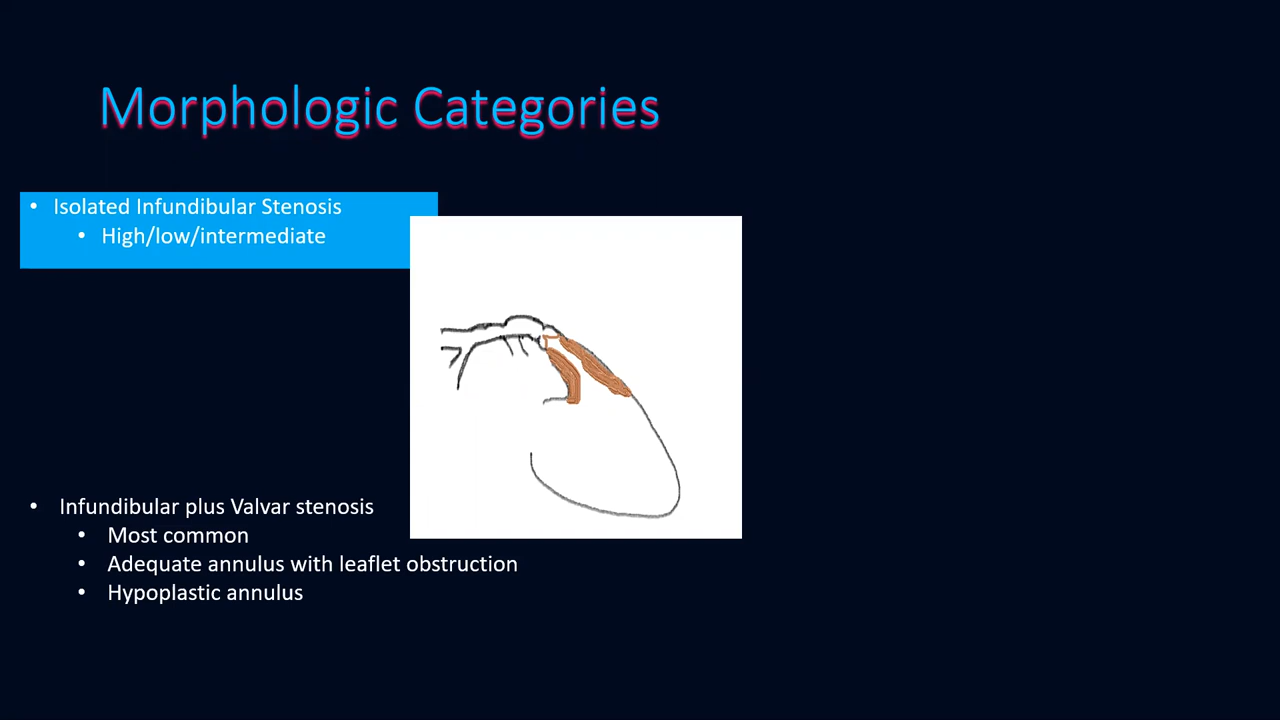 Morphologic Categories
• Isolated Infundibular Stenosis
• High/low/intermediate
• Infundibular plus Valvar stenosis
• Most common
• Adequate annulus with leaflet obstruction
• Hypoplastic annulus